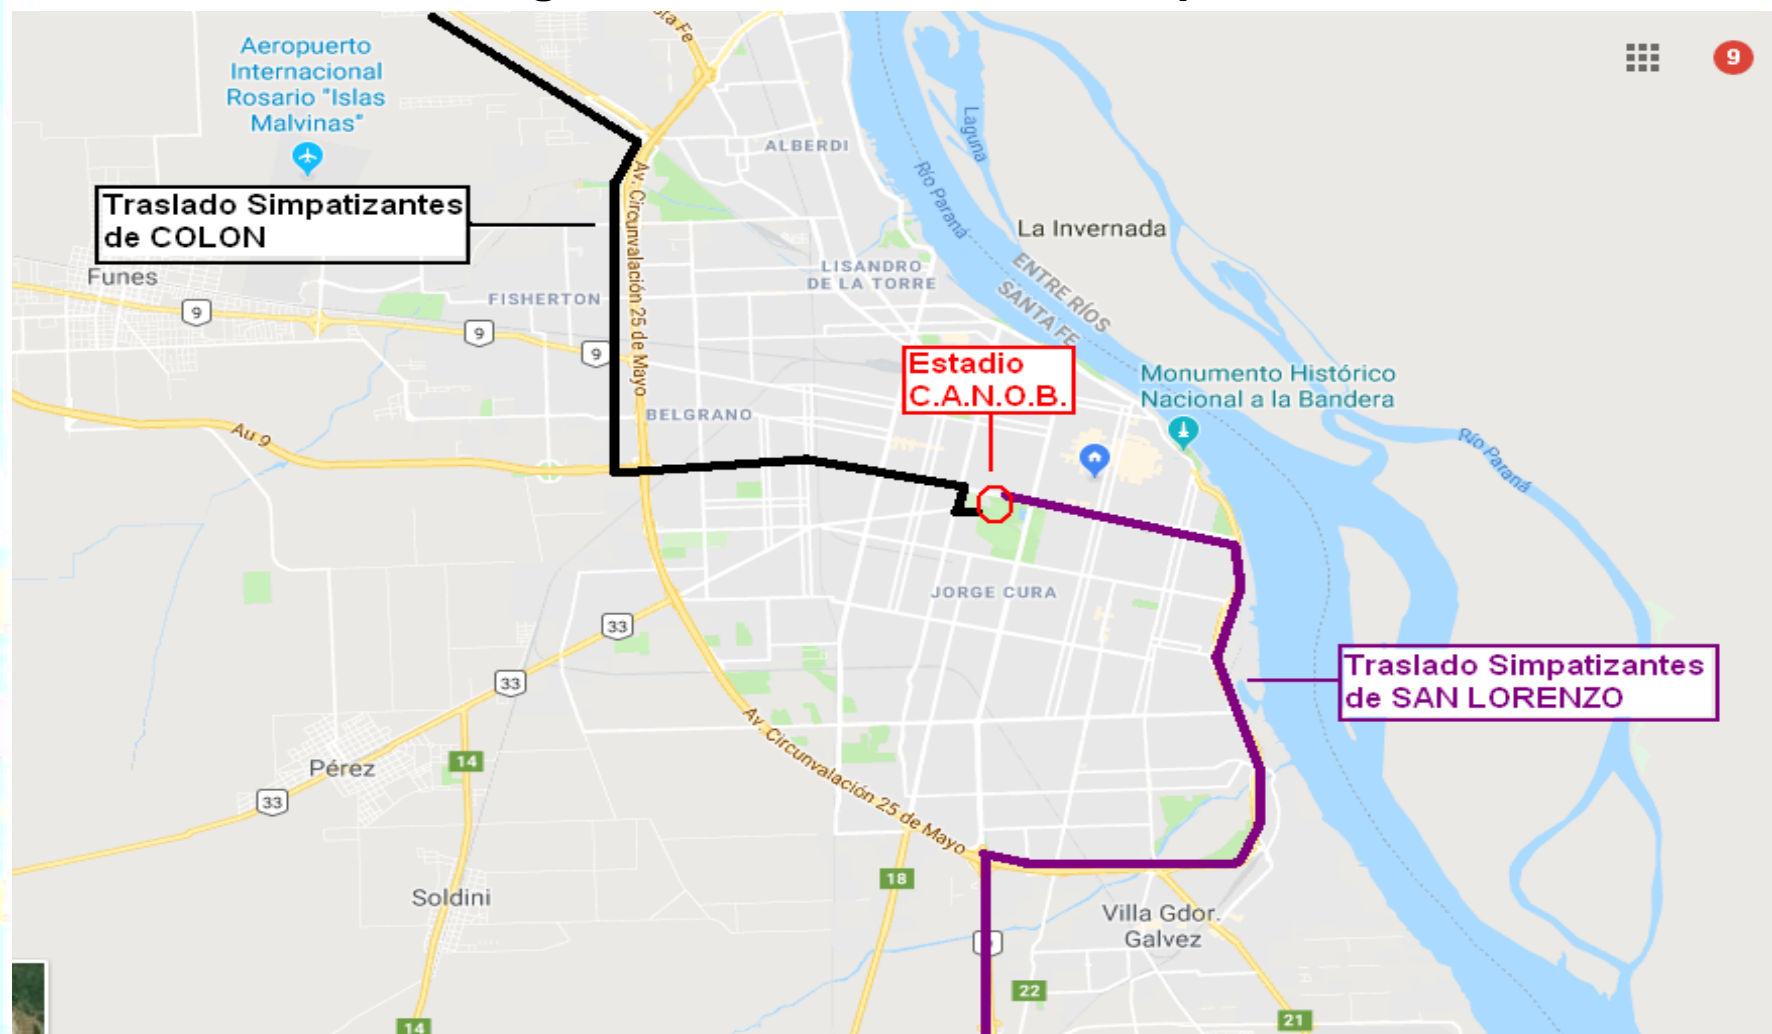 Aeropuerto
Internacional
Rosario "Islas
Malvinas"
9
Laguna
ALBERDI
Río Paraná
Traslado Simpatizantes
de COLON
Av. Circunvalación 25 de Mayo
La Invernada
Funes
LISANDRO
DE LA TORRE
ENTRE RÍOS
SANTA FE
FISHERTON
9
9
9
Estadio
C.A.N.O.B.
Monumento Histórico
Nacional a la Bandera
BELGRANO
Au 9
Río Paraná
JORGE CURA
33
33
Traslado Simpatizantes
de SAN LORENZO
Av. Circunvalación 25 de Mayo
Pérez
14
33
18
Soldini
Villa Gdor.
Galvez
22
21
14